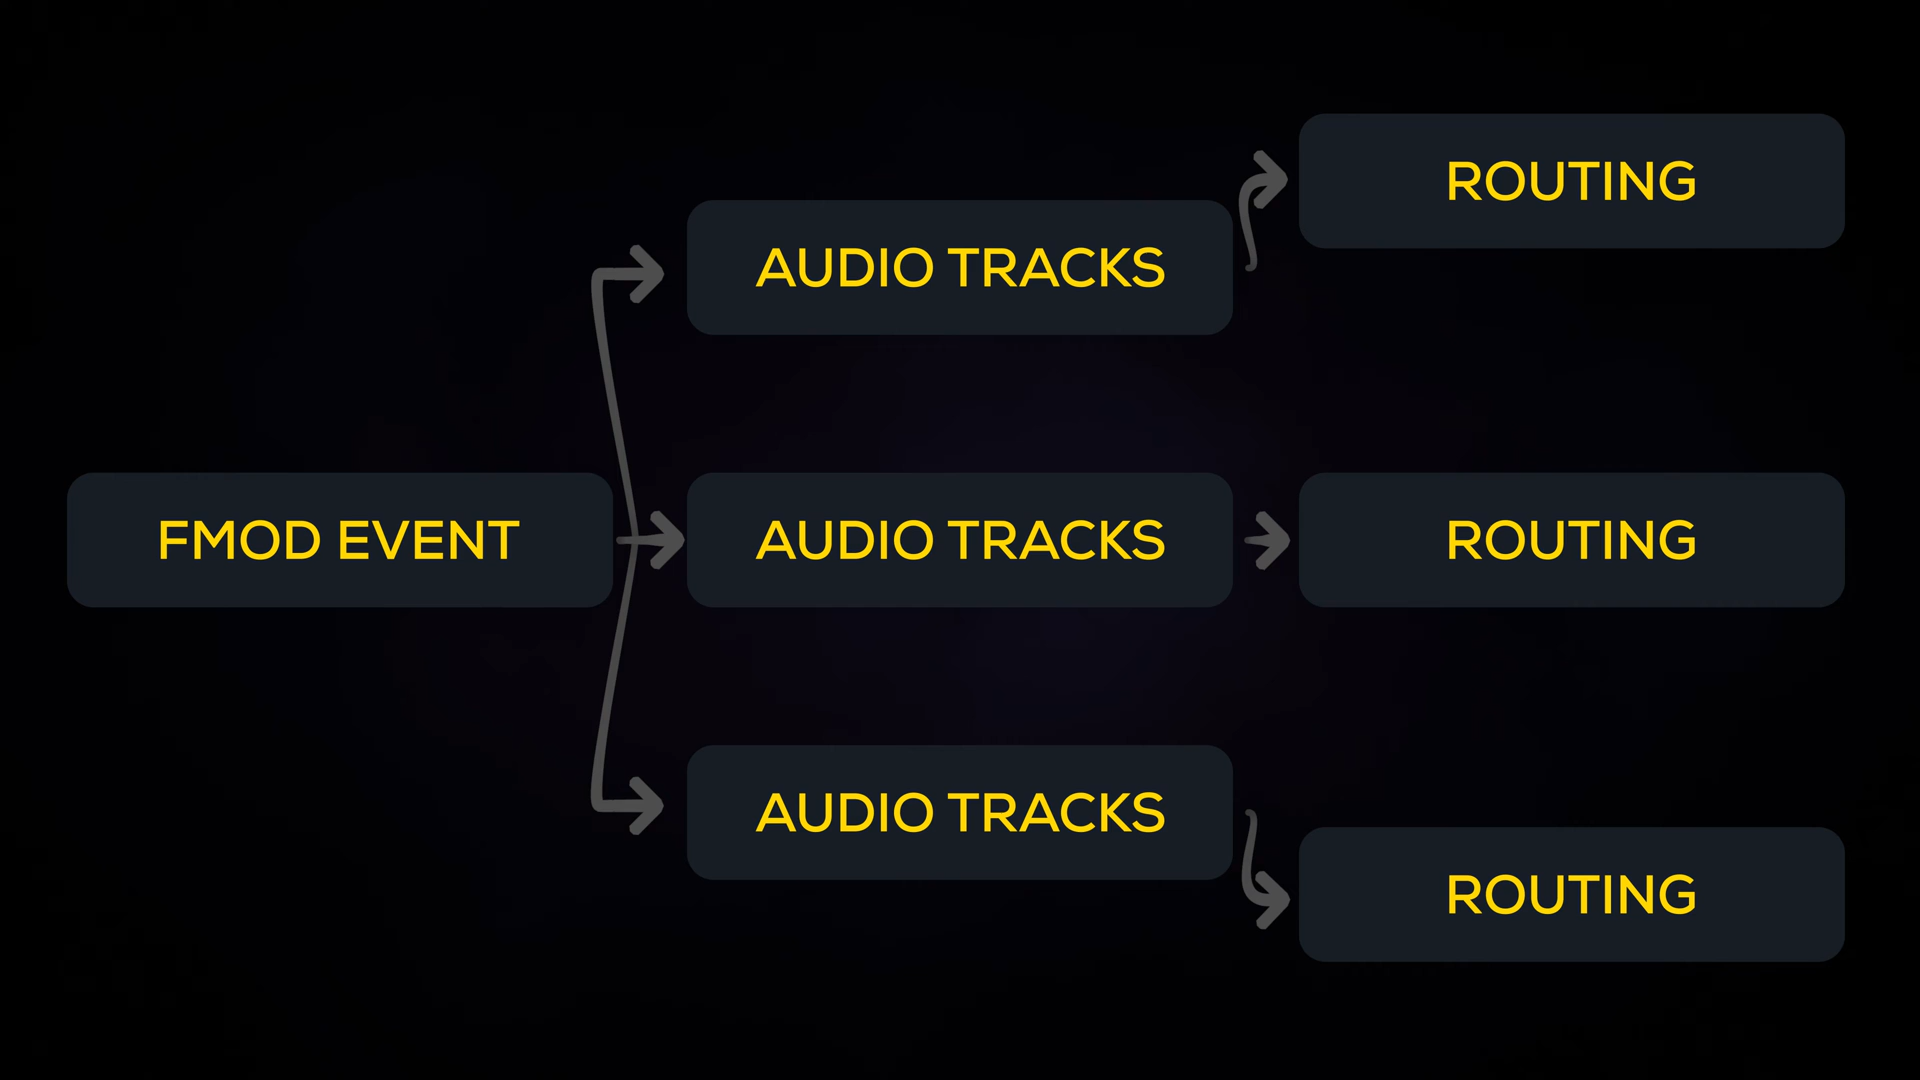 FMOD EVENT
AUDIO TRACKS
ROUTING
AUDIO TRACKS
ROUTING
AUDIO TRACKS
ROUTING